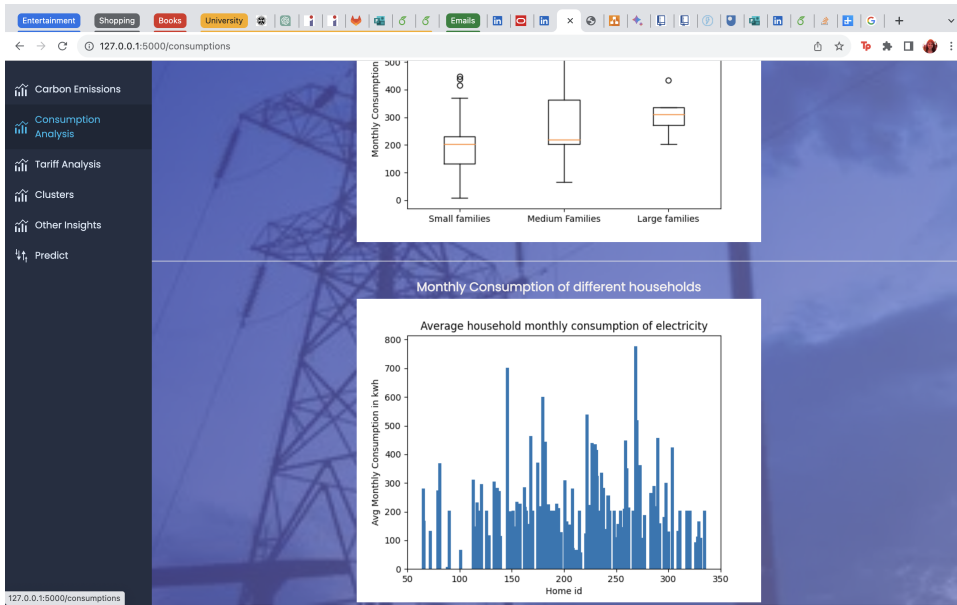 Entertainment
Shopping
Books
University
Emails
127.0.0.1:5000/consumptions
Carbon Emissions
Consumption
Analysis
Tariff Analysis
Clusters
Other Insights
Predict
Monthly Consumption
500
400
300
200
100
0
Small families Medium Families Large families
Monthly Consumption of different households
Average household monthly consumption of electricity
Avg Monthly Consumption in kwh
800
700
600
500
400
300
200
100
0
50 100 150 200 250 300 350
Home id
127.0.0.1:5000/consumptions